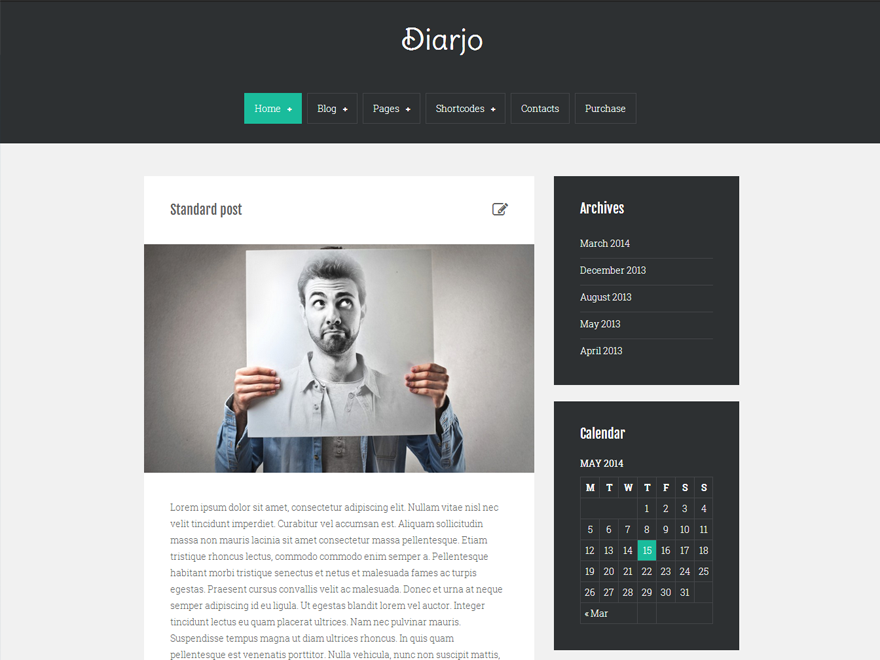 Diarjo
Home +
Blog +
Pages +
Shortcodes +
Contacts
Purchase
Standard post
Lorem ipsum dolor sit amet, consectetur adipiscing elit. Nullam vitae nisl nec
velit tincidunt imperdiet. Curabitur vel accumsan est. Aliquam sollicitudin
massa non mauris lacinia sit amet consectetur massa pellentesque. Etiam
tristique rhoncus lectus, commodo commodo enim semper a. Pellentesque
habitant morbi tristique senectus et netus et malesuada fames ac turpis
egestas. Praesent cursus convallis velit ac malesuada. Donec et urna at neque
semper adipiscing id eu ligula. Ut egestas blandit lorem vel auctor. Integer
tincidunt lectus eu quam placerat ultrices. Nam nec pulvinar mauris.
Suspendisse tempus magna ut diam ultrices rhoncus. In quis quam
pellentesque est venenatis porttitor. Nulla vehicula, nunc non suscipit mattis,
Archives
March 2014
December 2013
August 2013
May 2013
April 2013
Calendar
MAY 2014
M T W T F S S
1 2 3 4
5 6 7 8 9 10 11
12 13 14 15 16 17 18
19 20 21 22 23 24 25
26 27 28 29 30 31
« Mar